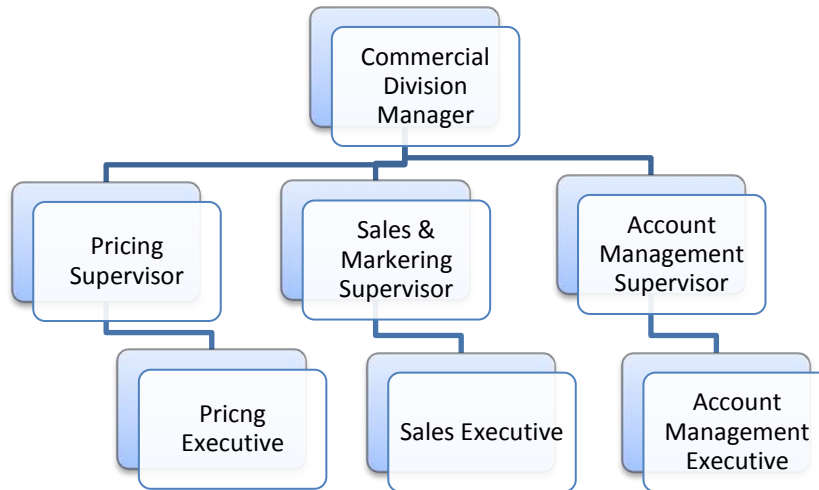 Commercial
Division
Manager
Pricing
Supervisor
Sales &
Markering
Supervisor
Account
Management
Supervisor
Pricng
Executive
Sales Executive
Account
Management
Executive